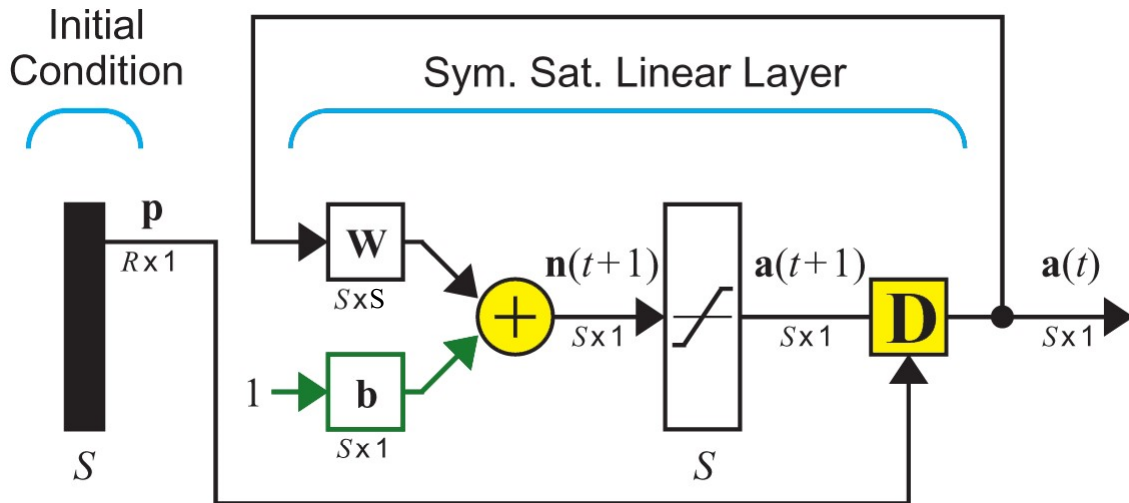 Initial
Condition
Sym. Sat. Linear Layer
p
R x 1
S
W
S x S
1
b
S x 1
+
n(t+1)
S x 1
S
a(t+1)
S x 1
D
a(t)
S x 1